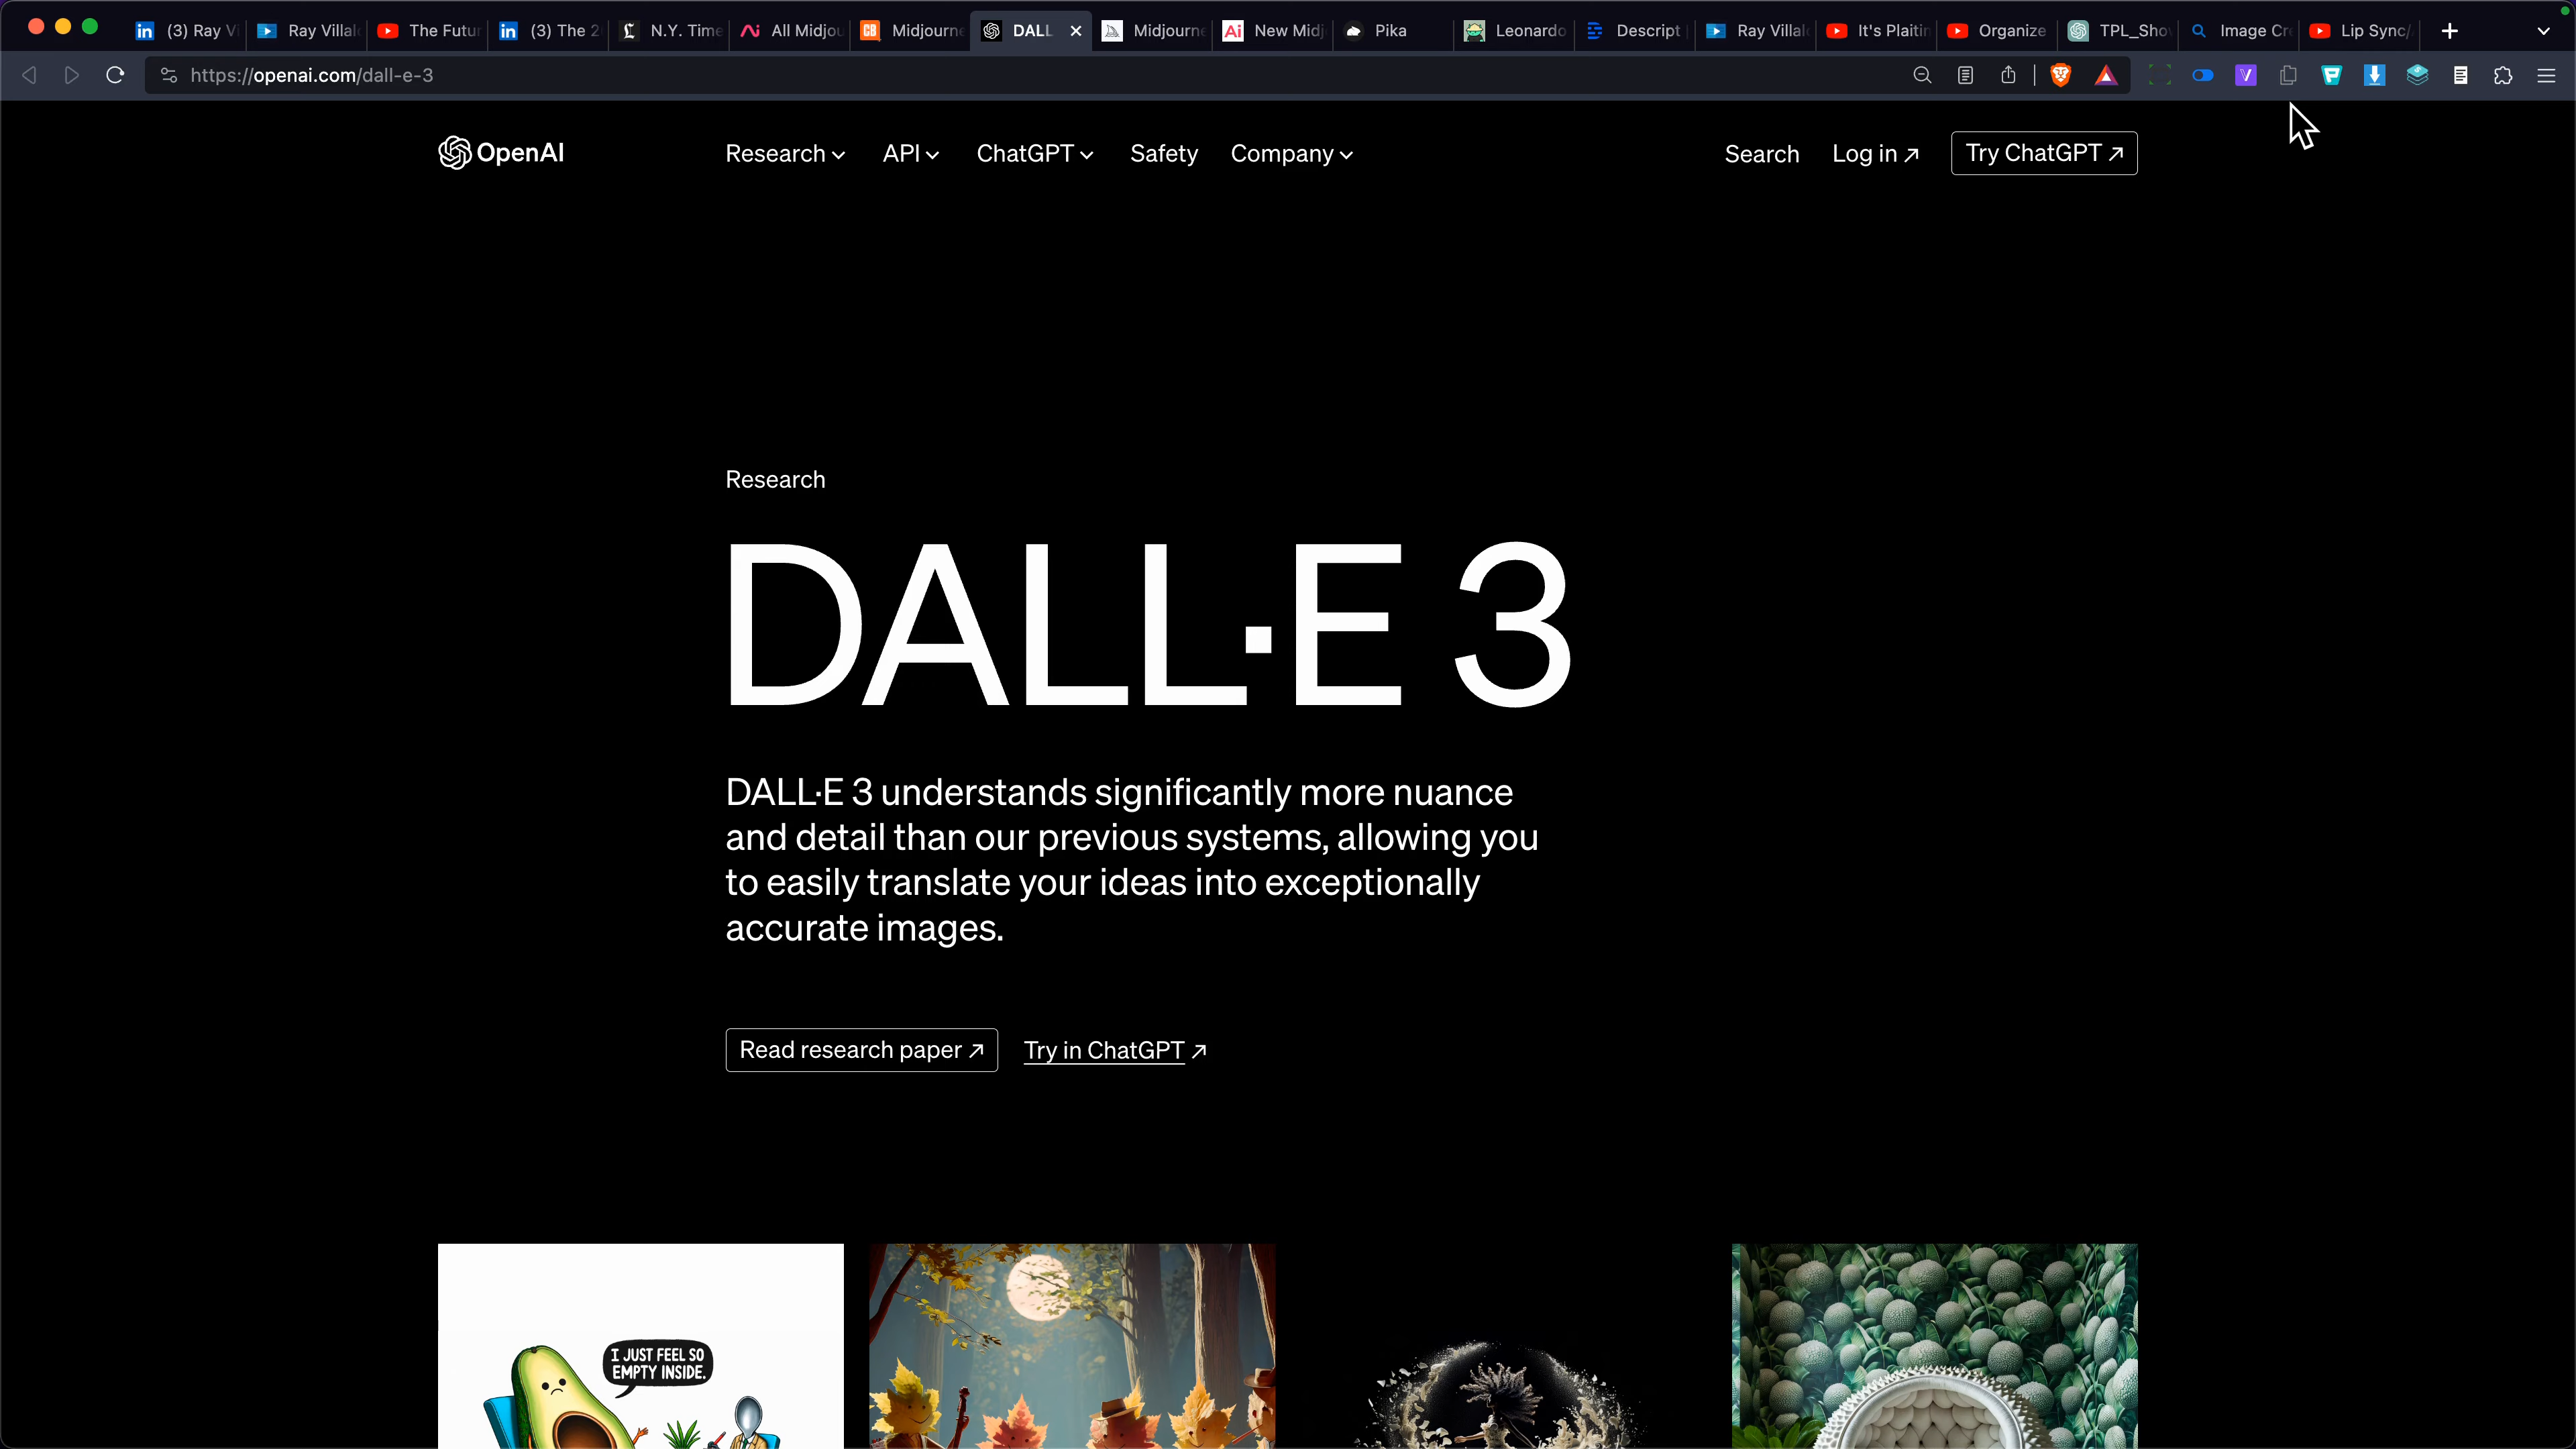 (3) Ray Vi
Ray Villal
The Futur
(3) The 2
N.Y. Time
All Midjou
Midjourne
DALL
Midjourne
New Midj
Pika
Leonardo
Descript
Ray Villal
It's Plaitin
Organize
TPL_Sho
Image Cr
Lip Sync/
https://openai.com/dall-e-3
OpenAI
Research
API
ChatGPT
Safety
Company
Search
Log in ↗
Try ChatGPT ↗
Research
DALL·E 3
DALL·E 3 understands significantly more nuance
and detail than our previous systems, allowing you
to easily translate your ideas into exceptionally
accurate images.
Read research paper ↗
Try in ChatGPT ↗
I JUST FEEL SO
EMPTY INSIDE.